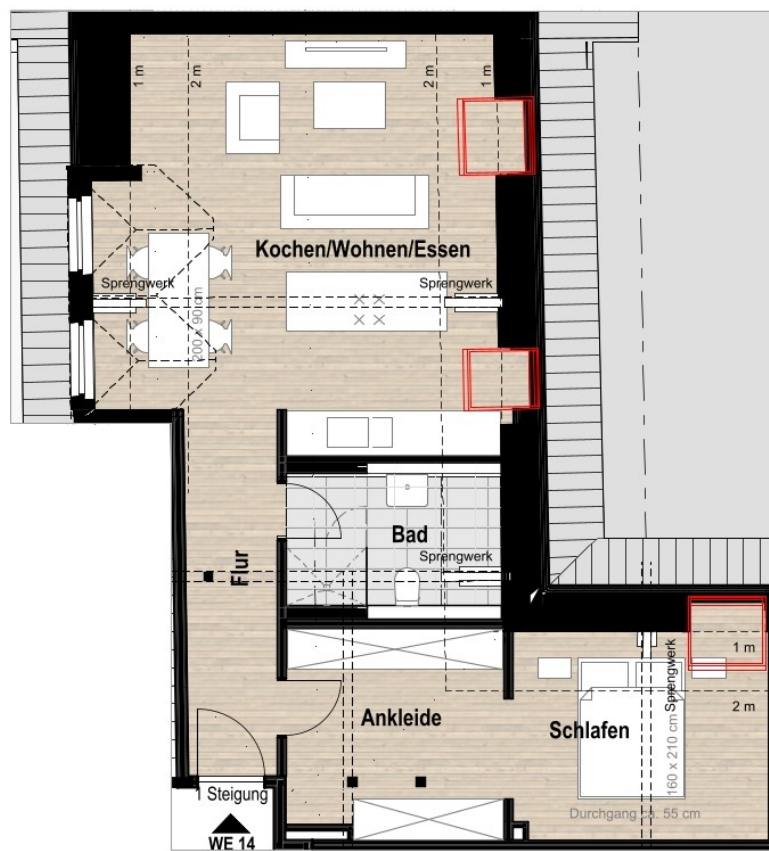 1 m
2 m
2 m
1 m
Kochen/Wohnen/Essen
Sprengwerk
Sprengwerk
200 x 90 cm
Bad
Sprengwerk
Flur
1 m
Sprengwerk
2 m
Ankleide
Schlafen
160 x 210 cm
1 Steigung
Durchgang ca. 55 cm
WE 14